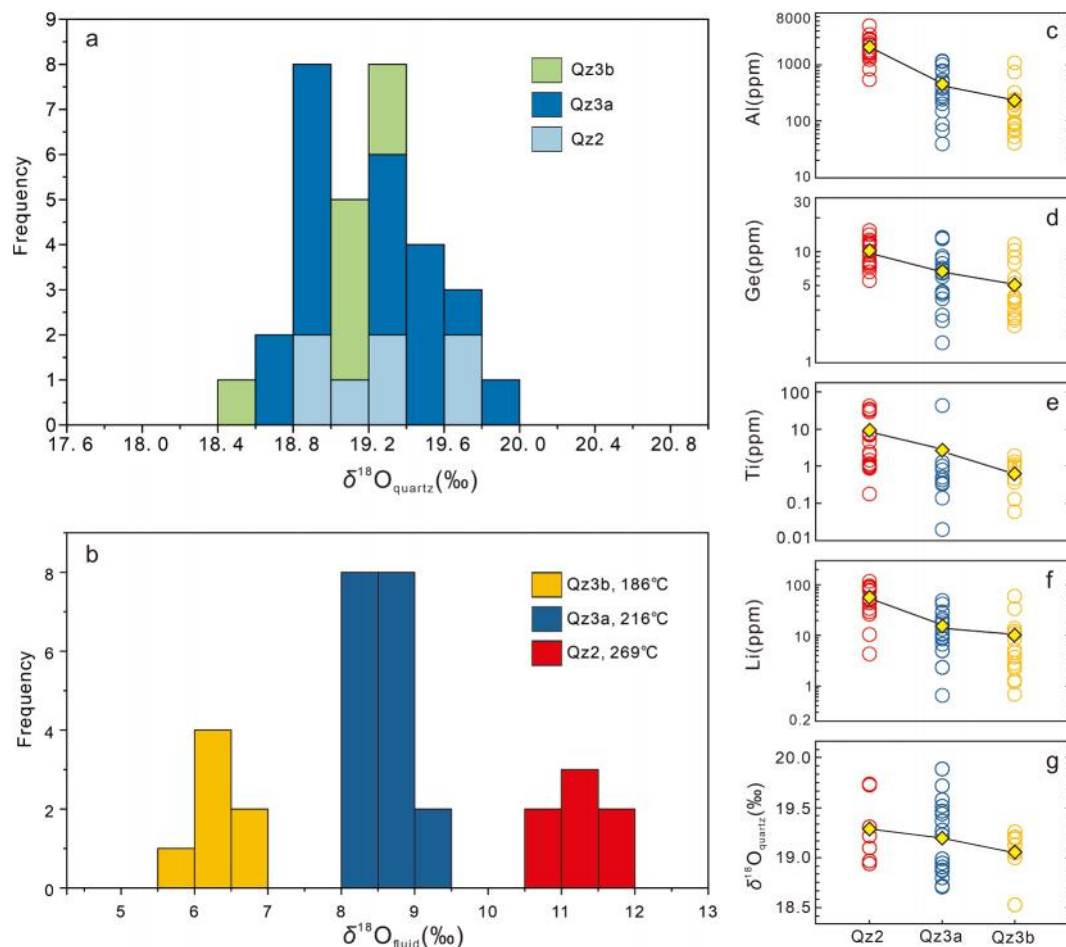 a
9
8
7
6
5
4
3
2
1
0
Frequency
Qz3b
Qz3a
Qz2
17.6 18.0 18.4 18.8 19.2 19.6 20.0 20.4 20.8
δ¹⁸Oquartz(‰)
b
8
6
4
2
0
Frequency
Qz3b, 186℃
Qz3a, 216℃
Qz2, 269℃
5 6 7 8 9 10 11 12 13
δ¹⁸Ofluid(‰)
c
8000
1000
100
10
Al(ppm)
d
30
10
5
1
Ge(ppm)
e
100
10
1
0.1
0.01
Ti(ppm)
f
100
10
1
0.2
Li(ppm)
g
20.0
19.5
19.0
18.5
δ¹⁸Oquartz(‰)
Qz2 Qz3a Qz3b